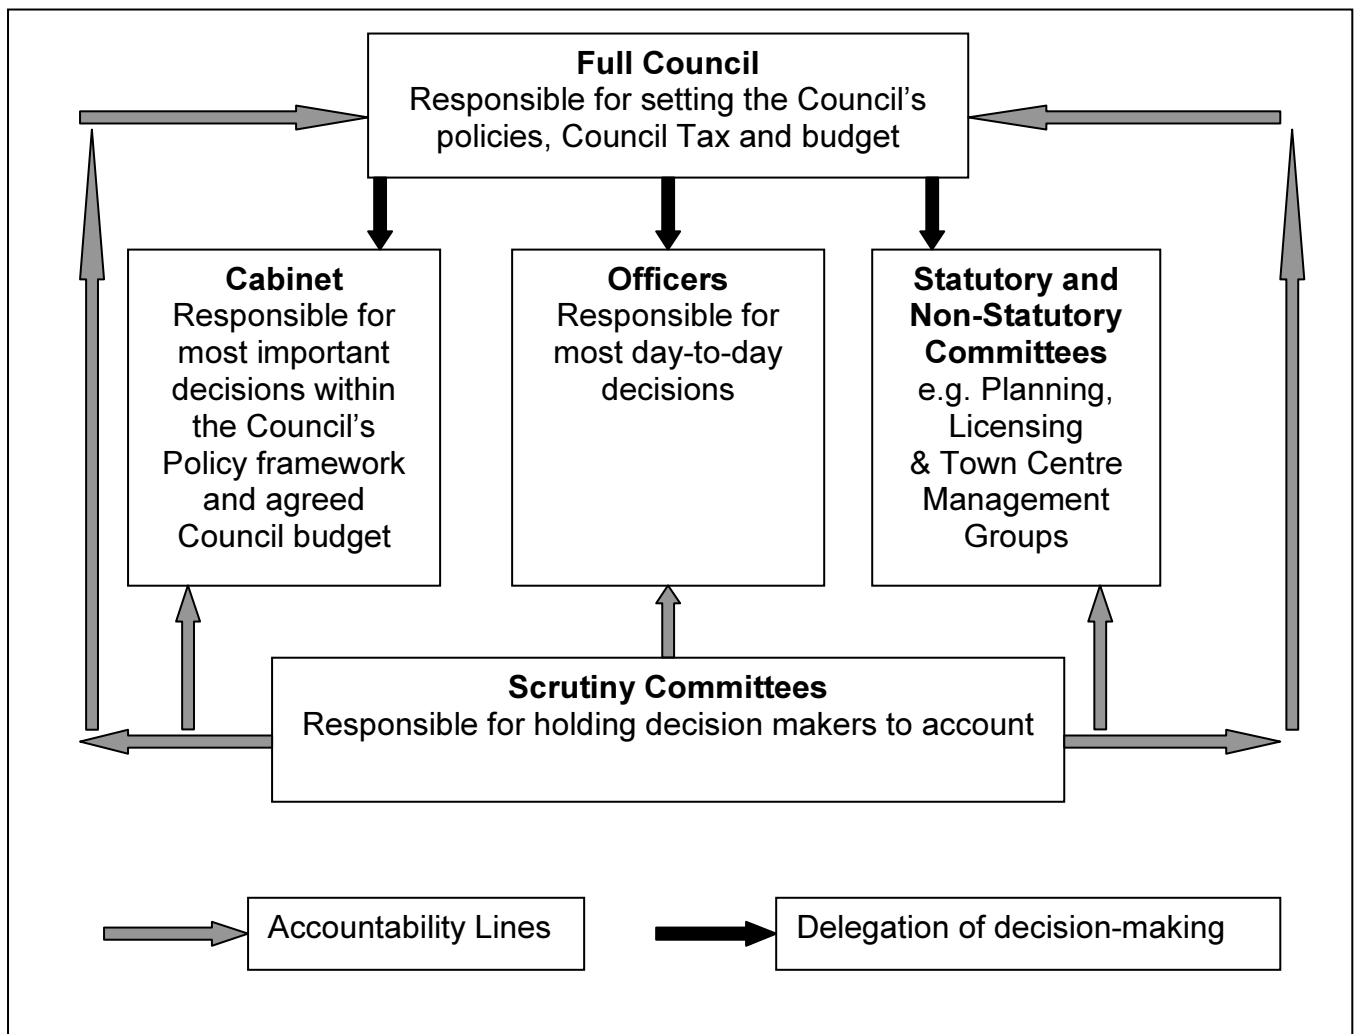 Full Council
Responsible for setting the Council’s
policies, Council Tax and budget
Cabinet
Responsible for
most important
decisions within
the Council’s
Policy framework
and agreed
Council budget
Officers
Responsible for
most day-to-day
decisions
Statutory and
Non-Statutory
Committees
e.g. Planning,
Licensing
& Town Centre
Management
Groups
Scrutiny Committees
Responsible for holding decision makers to account
Accountability Lines
Delegation of decision-making